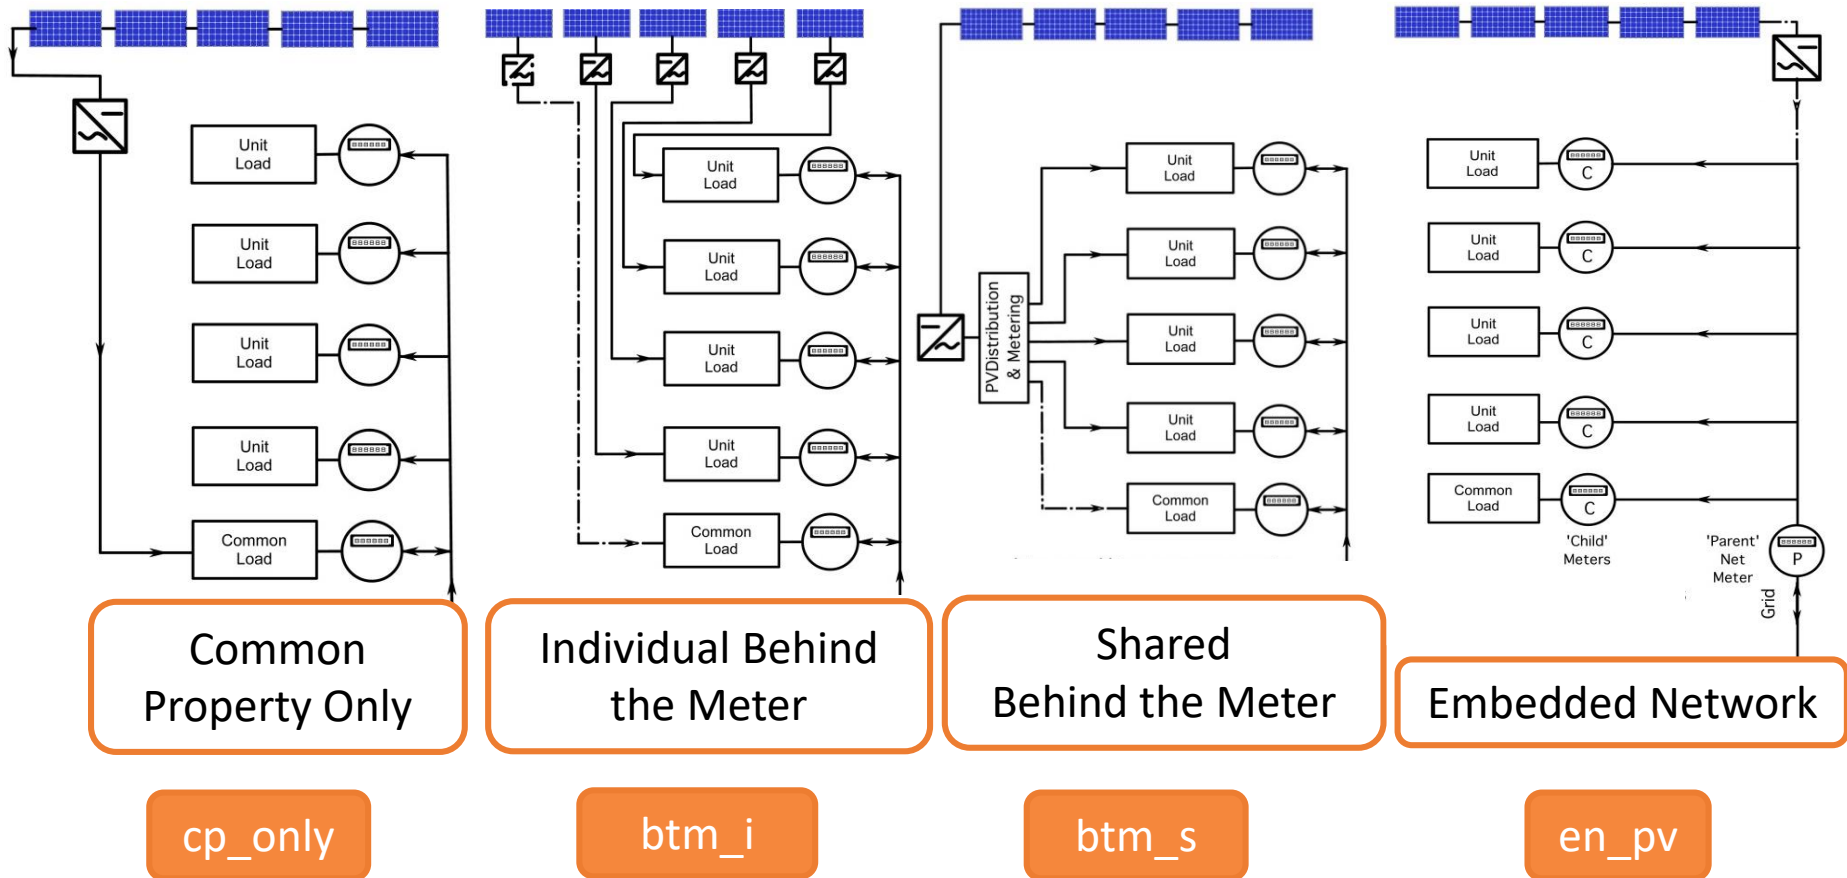 Unit
Load
Unit
Load
Unit
Load
Unit
Load
Common
Load
Common
Property Only
cp_only
Unit
Load
Unit
Load
Unit
Load
Unit
Load
Common
Load
Individual Behind
the Meter
btm_i
PVDistribution
& Metering
Unit
Load
Unit
Load
Unit
Load
Unit
Load
Common
Load
Shared
Behind the Meter
btm_s
Unit
Load
C
Unit
Load
C
Unit
Load
C
Unit
Load
C
Common
Load
C
'Child'
Meters
'Parent'
Net
Meter
P
Grid
Embedded Network
en_pv